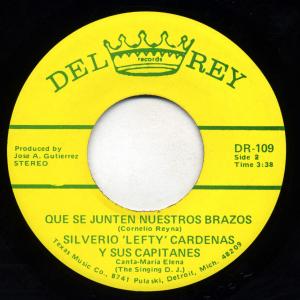 DEL REY
records
Produced by
Jose A. Gutierrez
STEREO
DR-109
Side 2
Time 3:38
QUE SE JUNTEN NUESTROS BRAZOS
(Cornelio Reyna)
SILVERIO 'LEFTY' CARDENAS
Y SUS CAPITANES
Canta-Maria Elena
(The Singing D. J.)
Texas Music Co., 8741 Pulaski, Detroit, Mich. 48209